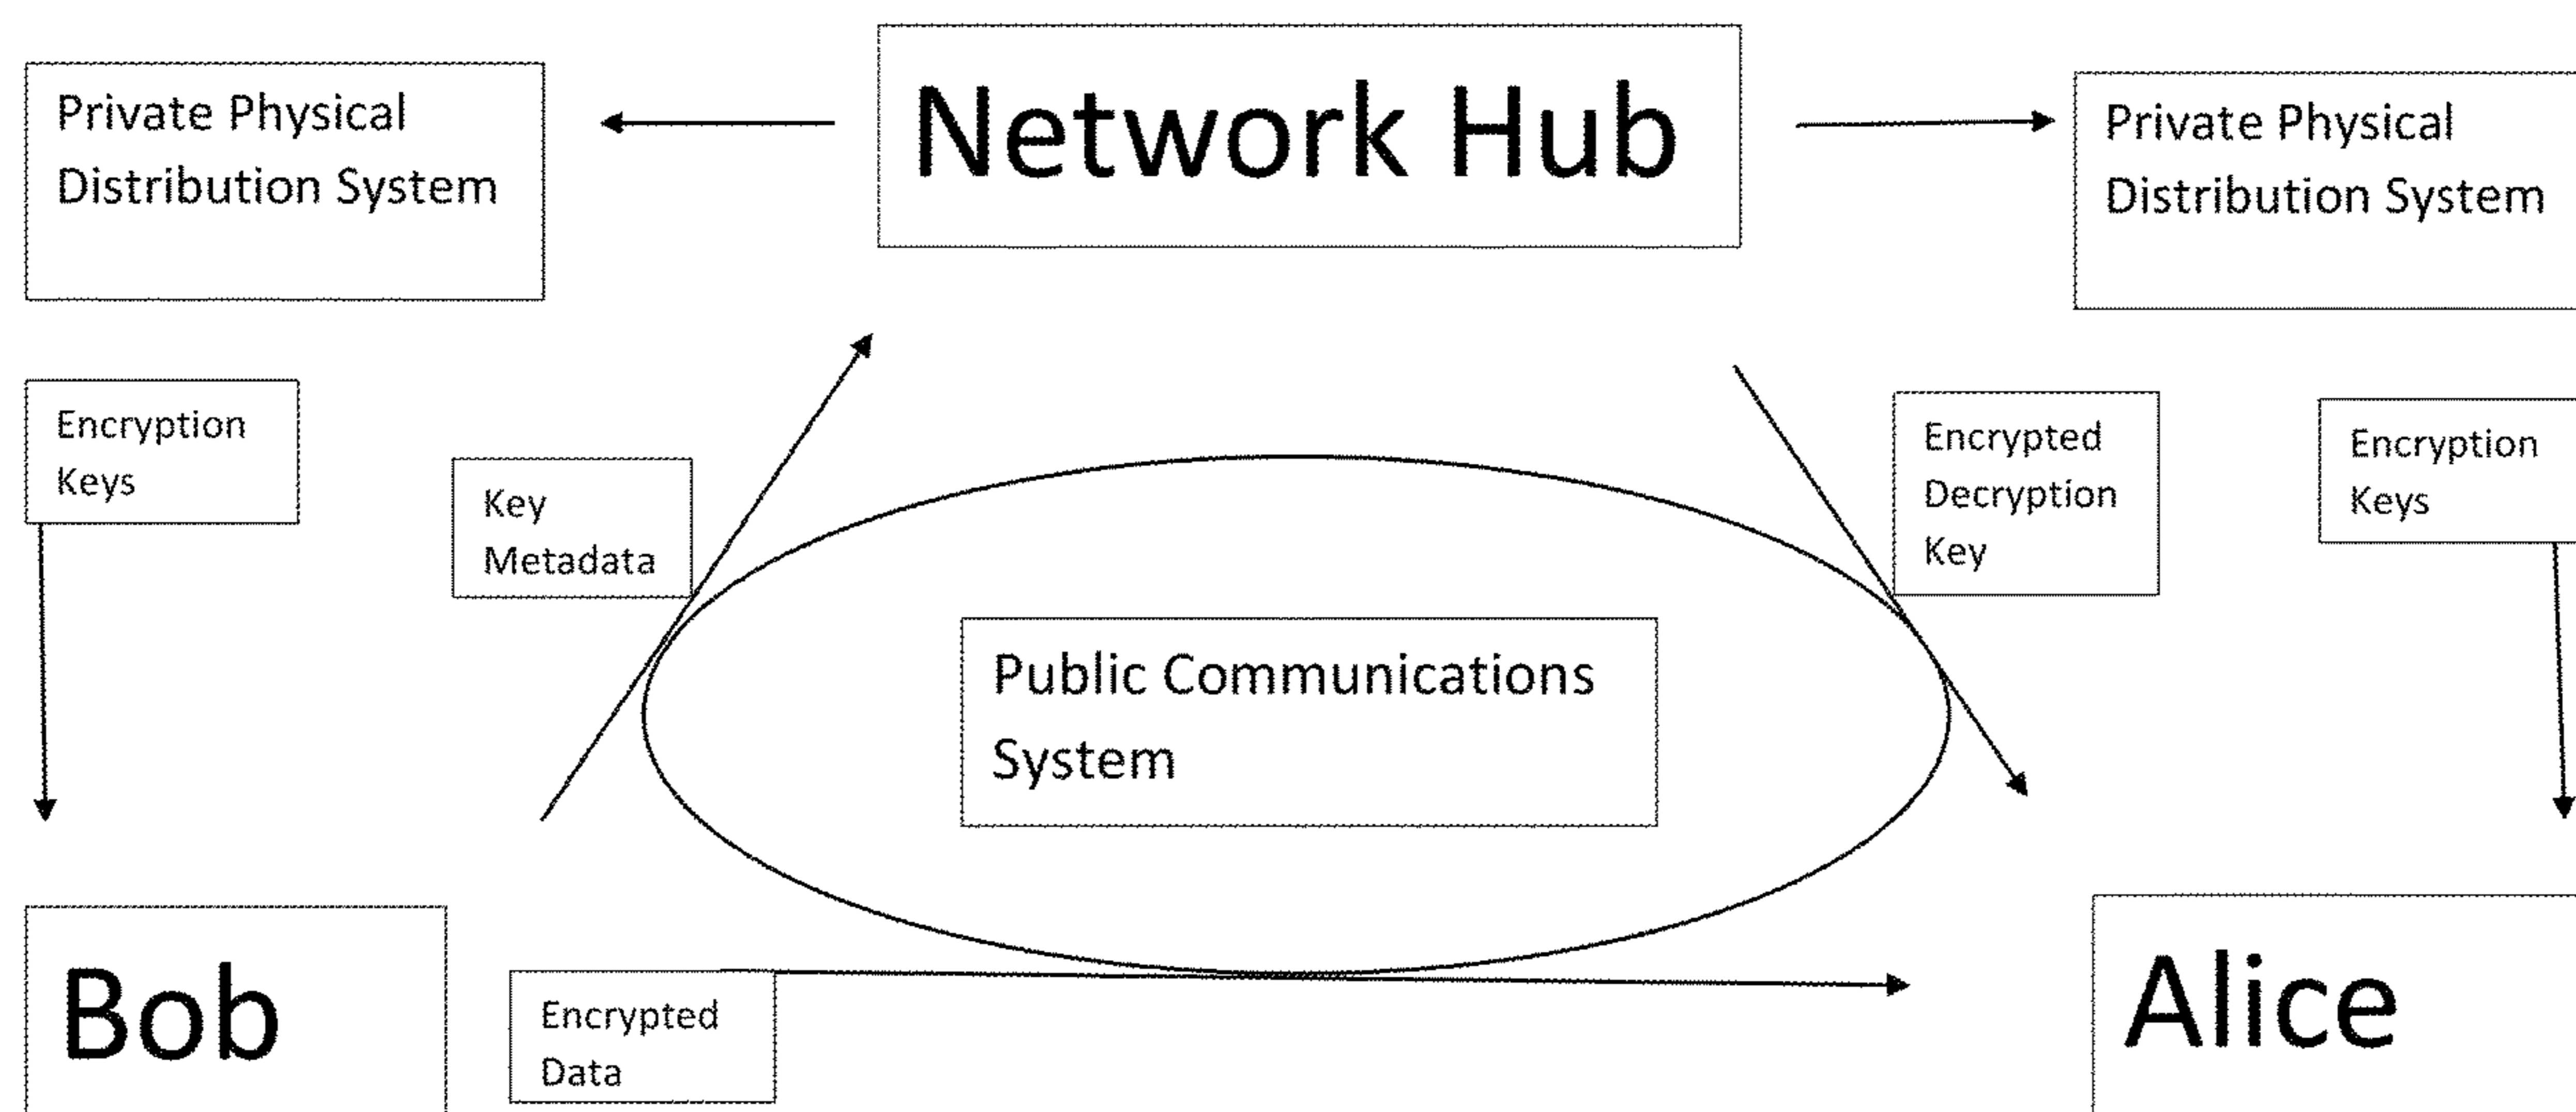 Private Physical
Distribution System
Network Hub
Private Physical
Distribution System
Encryption
Keys
Key
Metadata
Encrypted
Decryption
Key
Encryption
Keys
Public Communications
System
Bob
Encrypted
Data
Alice